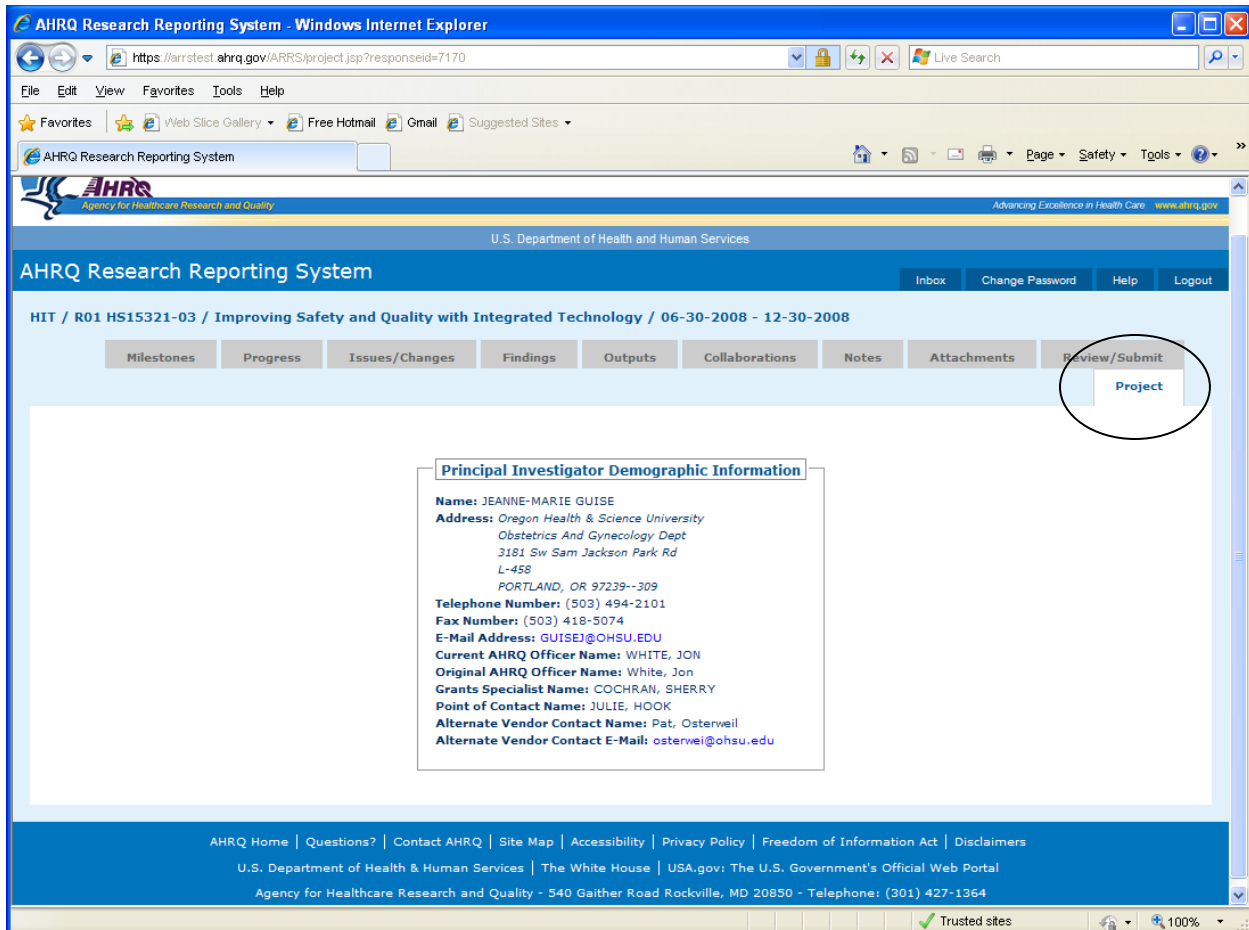 AHRQ Research Reporting System - Windows Internet Explorer
https://arrstest.ahrq.gov/ARRS/project.jsp?responseid=7170
Live Search
File Edit View Favorites Tools Help
Favorites Web Slice Gallery Free Hotmail Gmail Suggested Sites
AHRQ Research Reporting System Page Safety Tools »
AHRQ
Agency for Healthcare Research and Quality Advancing Excellence in Health Care www.ahrq.gov
U.S. Department of Health and Human Services
AHRQ Research Reporting System Inbox Change Password Help Logout
HIT / R01 HS15321-03 / Improving Safety and Quality with Integrated Technology / 06-30-2008 - 12-30-2008
Milestones Progress Issues/Changes Findings Outputs Collaborations Notes Attachments Review/Submit
Project
Principal Investigator Demographic Information
Name: JEANNE-MARIE GUISE
Address: Oregon Health & Science University
Obstetrics And Gynecology Dept
3181 Sw Sam Jackson Park Rd
L-458
PORTLAND, OR 97239--309
Telephone Number: (503) 494-2101
Fax Number: (503) 418-5074
E-Mail Address: GUISEJ@OHSU.EDU
Current AHRQ Officer Name: WHITE, JON
Original AHRQ Officer Name: White, Jon
Grants Specialist Name: COCHRAN, SHERRY
Point of Contact Name: JULIE, HOOK
Alternate Vendor Contact Name: Pat, Osterweil
Alternate Vendor Contact E-Mail: osterwei@ohsu.edu
AHRQ Home | Questions? | Contact AHRQ | Site Map | Accessibility | Privacy Policy | Freedom of Information Act | Disclaimers
U.S. Department of Health & Human Services | The White House | USA.gov: The U.S. Government's Official Web Portal
Agency for Healthcare Research and Quality - 540 Gaither Road Rockville, MD 20850 - Telephone: (301) 427-1364
Trusted sites 100%